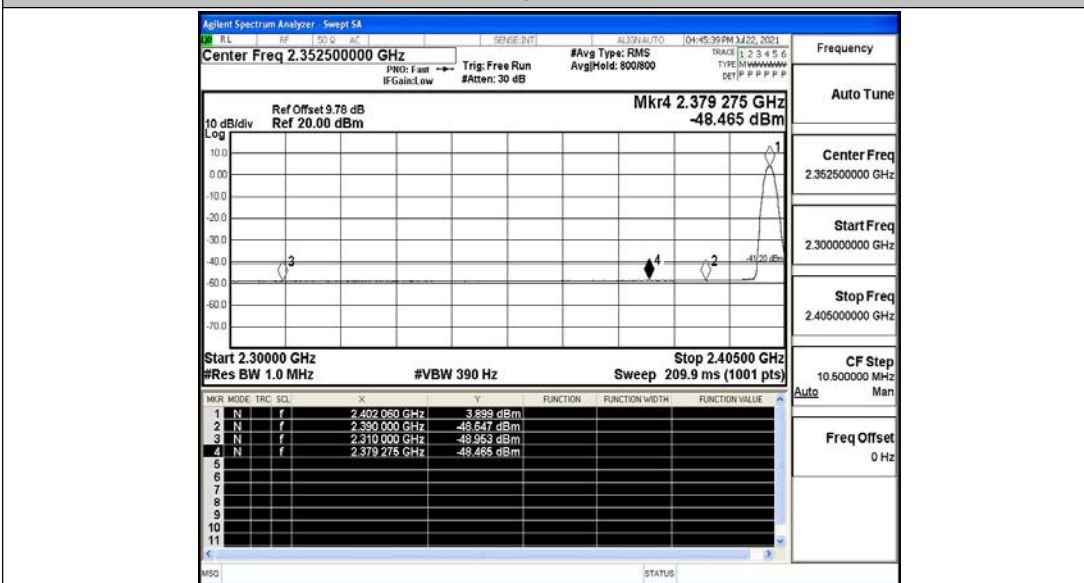 Agilent Spectrum Analyzer - Swept SA
RL RF 50 Ω AC SENSE:INT ALIGN AUTO 04:45:39 PM Jul 22, 2021
Center Freq 2.352500000 GHz
PNO: Fast
IFGain:Low
Trig: Free Run
#Atten: 30 dB
#Avg Type: RMS
Avg|Hold: 800/800
TRACE 1 2 3 4 5 6
TYPE M W W W W W
DET P P P P P P
Frequency
Ref Offset 9.78 dB
10 dB/div Ref 20.00 dBm
Log
Mkr4 2.379 275 GHz
-48.465 dBm
Auto Tune
10.0
0.00
-10.0
-20.0
-30.0
-40.0
-50.0
-60.0
-70.0
1
2
3
4
-41.20 dBm
Center Freq
2.352500000 GHz
Start Freq
2.300000000 GHz
Stop Freq
2.405000000 GHz
Start 2.30000 GHz Stop 2.40500 GHz
#Res BW 1.0 MHz #VBW 390 Hz Sweep 209.9 ms (1001 pts)
CF Step
10.500000 MHz
Auto Man
Freq Offset
0 Hz
MKR MODE TRC SCL X Y FUNCTION FUNCTION WIDTH FUNCTION VALUE
1 N f 2.402 060 GHz 3.899 dBm
2 N f 2.390 000 GHz -48.647 dBm
3 N f 2.310 000 GHz -48.953 dBm
4 N f 2.379 275 GHz -48.465 dBm
5
6
7
8
9
10
11
MSG STATUS